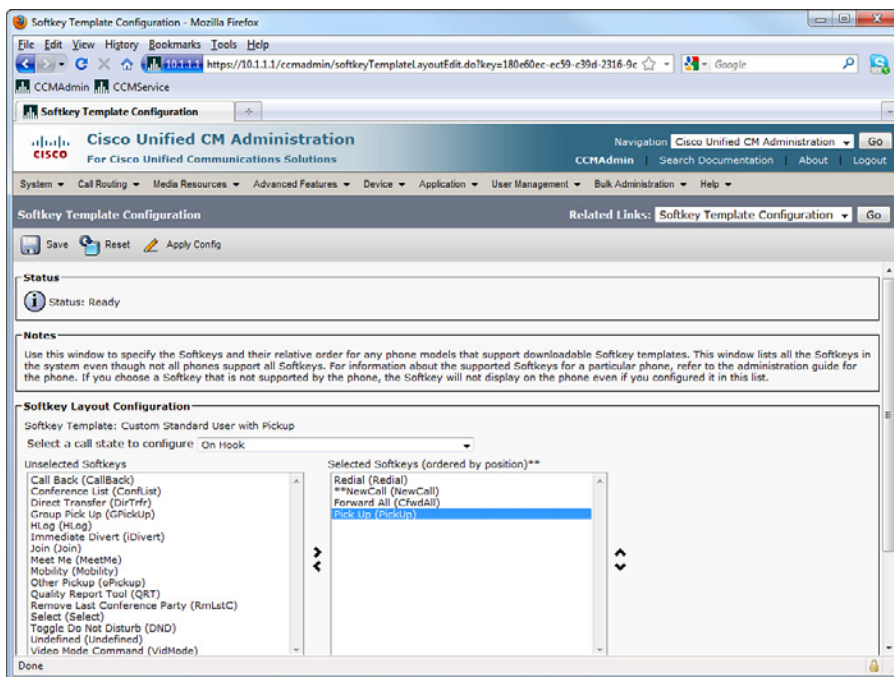 Softkey Template Configuration - Mozilla Firefox
File Edit View History Bookmarks Tools Help
10.1.1.1 https://10.1.1.1/ccmadmin/softkeyTemplateLayoutEdit.do?key=180e60ec-ec59-c39d-2316-9c Google
CCMAdmin CCMService
Softkey Template Configuration
cisco Cisco Unified CM Administration
For Cisco Unified Communications Solutions
Navigation Cisco Unified CM Administration Go
CCMAdmin | Search Documentation | About | Logout
System Call Routing Media Resources Advanced Features Device Application User Management Bulk Administration Help
Softkey Template Configuration Related Links: Softkey Template Configuration Go
Save Reset Apply Config
Status
Status: Ready
Notes
Use this window to specify the Softkeys and their relative order for any phone models that support downloadable Softkey templates. This window lists all the Softkeys in
the system even though not all phones support all Softkeys. For information about the supported Softkeys for a particular phone, refer to the administration guide for
the phone. If you choose a Softkey that is not supported by the phone, the Softkey will not display on the phone even if you configured it in this list.
Softkey Layout Configuration
Softkey Template: Custom Standard User with Pickup
Select a call state to configure On Hook
Unselected Softkeys
Call Back (CallBack)
Conference List (ConfList)
Direct Transfer (DirTrfr)
Group Pick Up (GPickUp)
HLog (HLog)
Immediate Divert (iDivert)
Join (Join)
Meet Me (MeetMe)
Mobility (Mobility)
Other Pickup (oPickup)
Quality Report Tool (QRT)
Remove Last Conference Party (RmLstC)
Select (Select)
Toggle Do Not Disturb (DND)
Undefined (Undefined)
Video Mode Command (VidMode)
Selected Softkeys (ordered by position)**
Redial (Redial)
**NewCall (NewCall)
Forward All (CfwdAll)
Pick Up (PickUp)
Done